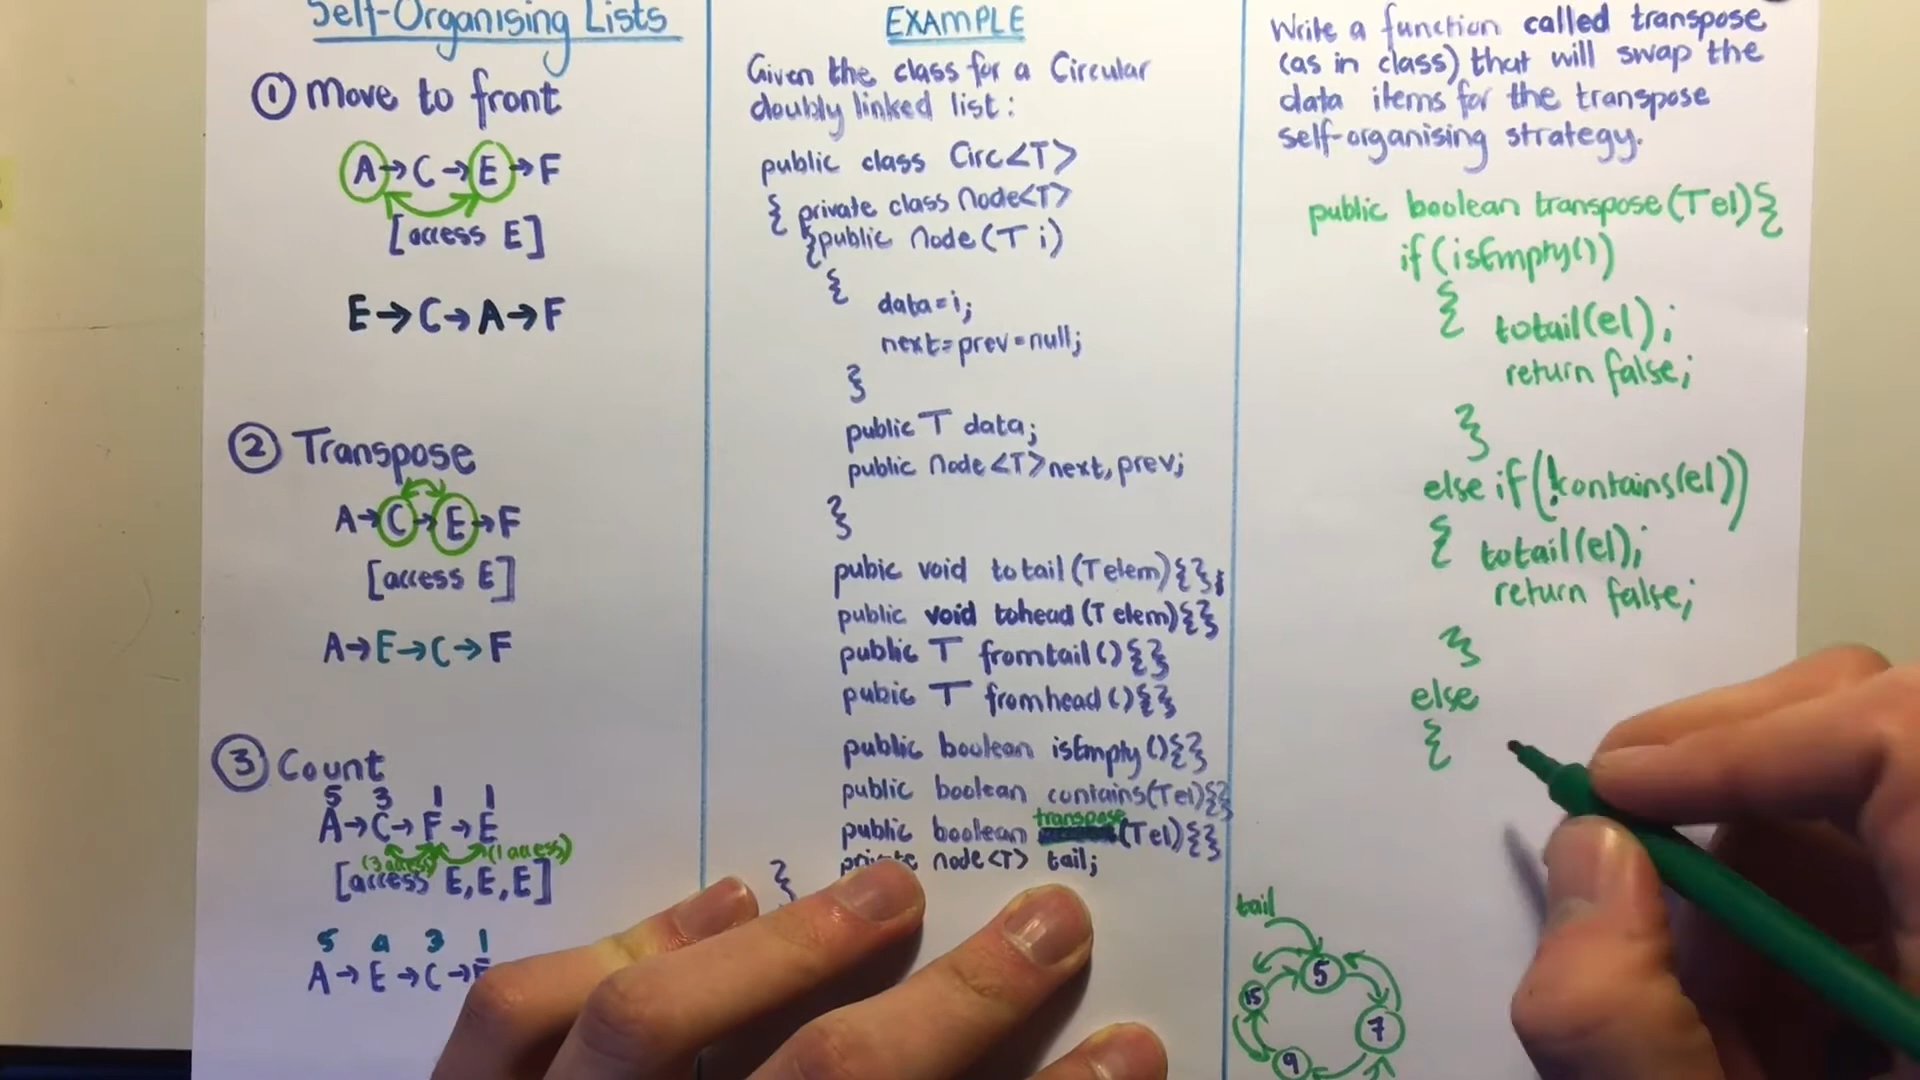 Self-Organising Lists
① Move to front
A→C→E→F
[access E]
E→C→A→F
② Transpose
A→C→E→F
[access E]
A→E→C→F
③ Count
5 3 1 1
A→C→F→E
(3 access) (1 access)
[access E,E,E]
5 4 3 1
A→E→C→F
EXAMPLE
Given the class for a Circular
doubly linked list:
public class Circ<T>
{ private class Node<T>
{public Node(T i)
{
data=i;
next=prev=null;
}
public T data;
public Node<T>next,prev;
}
pubic void totail(Telem){};
public void tohead(T elem){}
public T fromtail(){}
pubic T fromhead(){}
public boolean isEmpty(){}
public boolean contains(Tel){}
public boolean transpose(Tel){}
private node<T> tail;
}
Write a function called transpose
(as in class) that will swap the
data items for the transpose
self-organising strategy.
public boolean transpose(Tel){
if(isEmpty())
{ totail(el);
return false;
}
else if(!contains(el))
{ totail(el);
return false;
}
else
{
tail
5
15
7
9